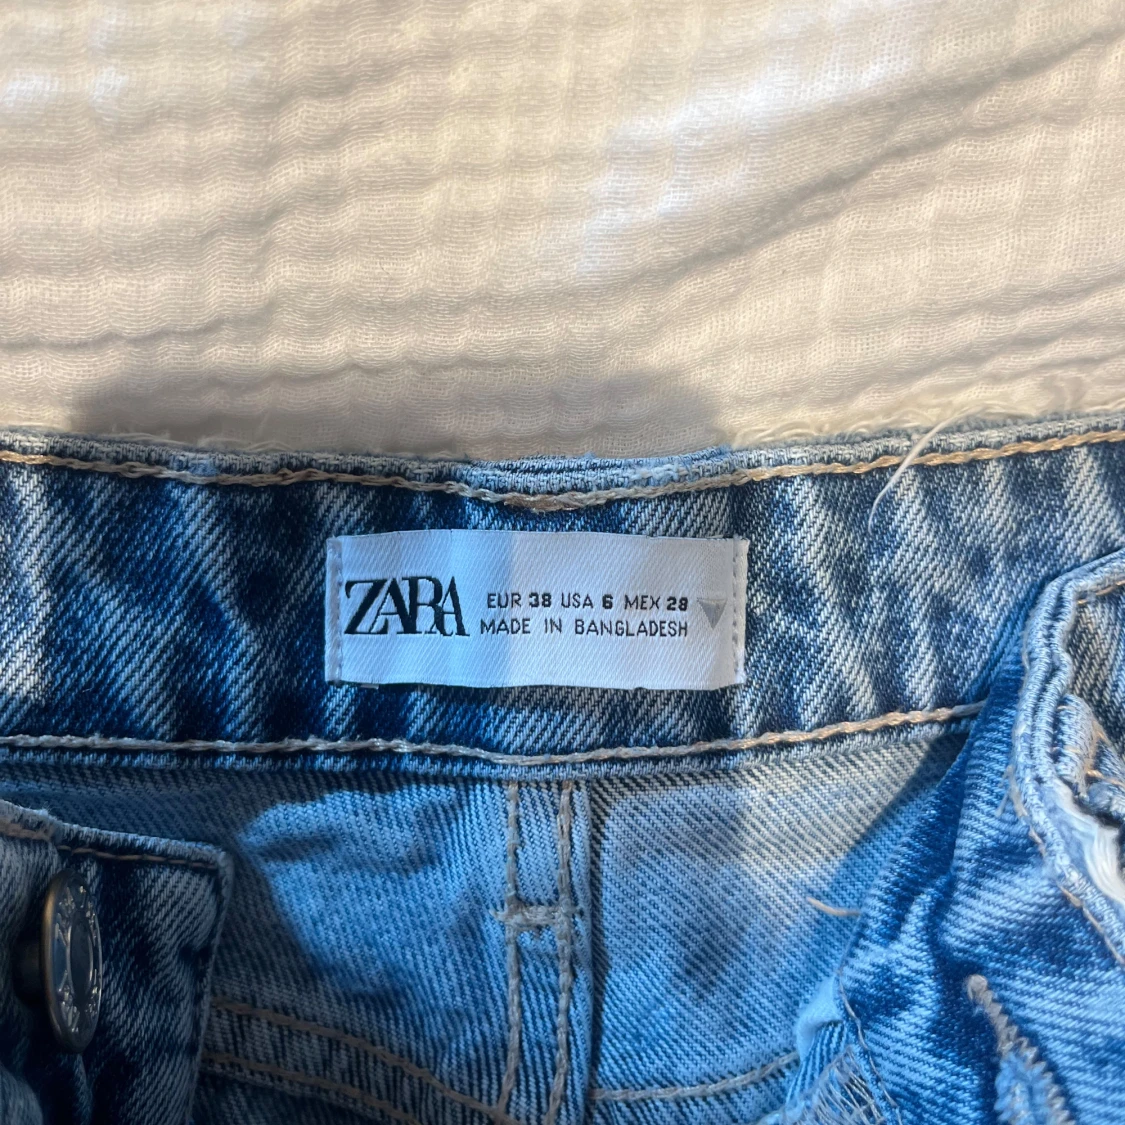 ZARA
EUR 38 USA 6 MEX 28
MADE IN BANGLADESH